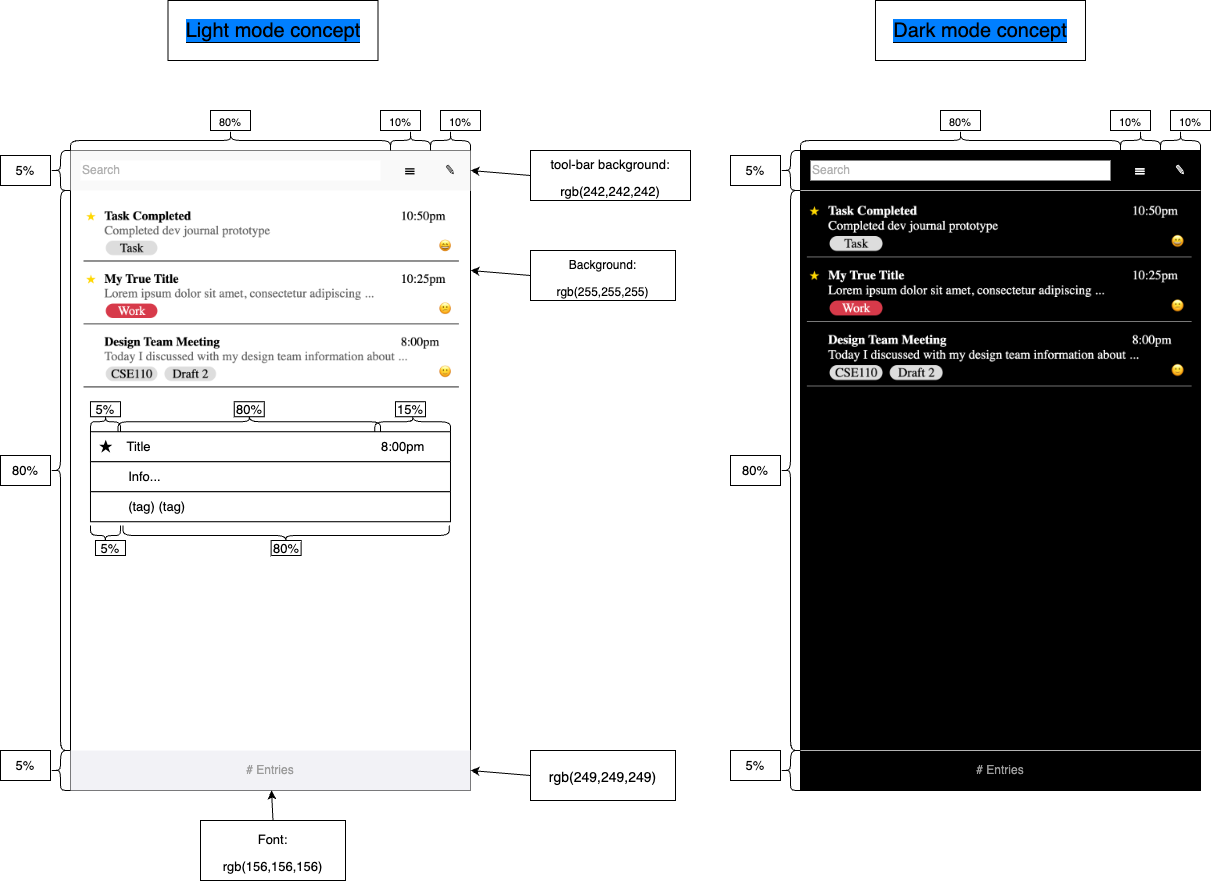 Light mode concept
Dark mode concept
80%
10%
10%
80%
10%
10%
5%
Search
tool-bar background:
rgb(242,242,242)
5%
Search
Task Completed 10:50pm
Completed dev journal prototype
Task
My True Title 10:25pm
Lorem ipsum dolor sit amet, consectetur adipiscing ...
Work
Design Team Meeting 8:00pm
Today I discussed with my design team information about ...
CSE110 Draft 2
Background:
rgb(255,255,255)
Task Completed 10:50pm
Completed dev journal prototype
Task
My True Title 10:25pm
Lorem ipsum dolor sit amet, consectetur adipiscing ...
Work
Design Team Meeting 8:00pm
Today I discussed with my design team information about ...
CSE110 Draft 2
5%
80%
15%
Title 8:00pm
Info...
(tag) (tag)
5%
80%
80%
80%
5%
# Entries
rgb(249,249,249)
5%
# Entries
Font:
rgb(156,156,156)